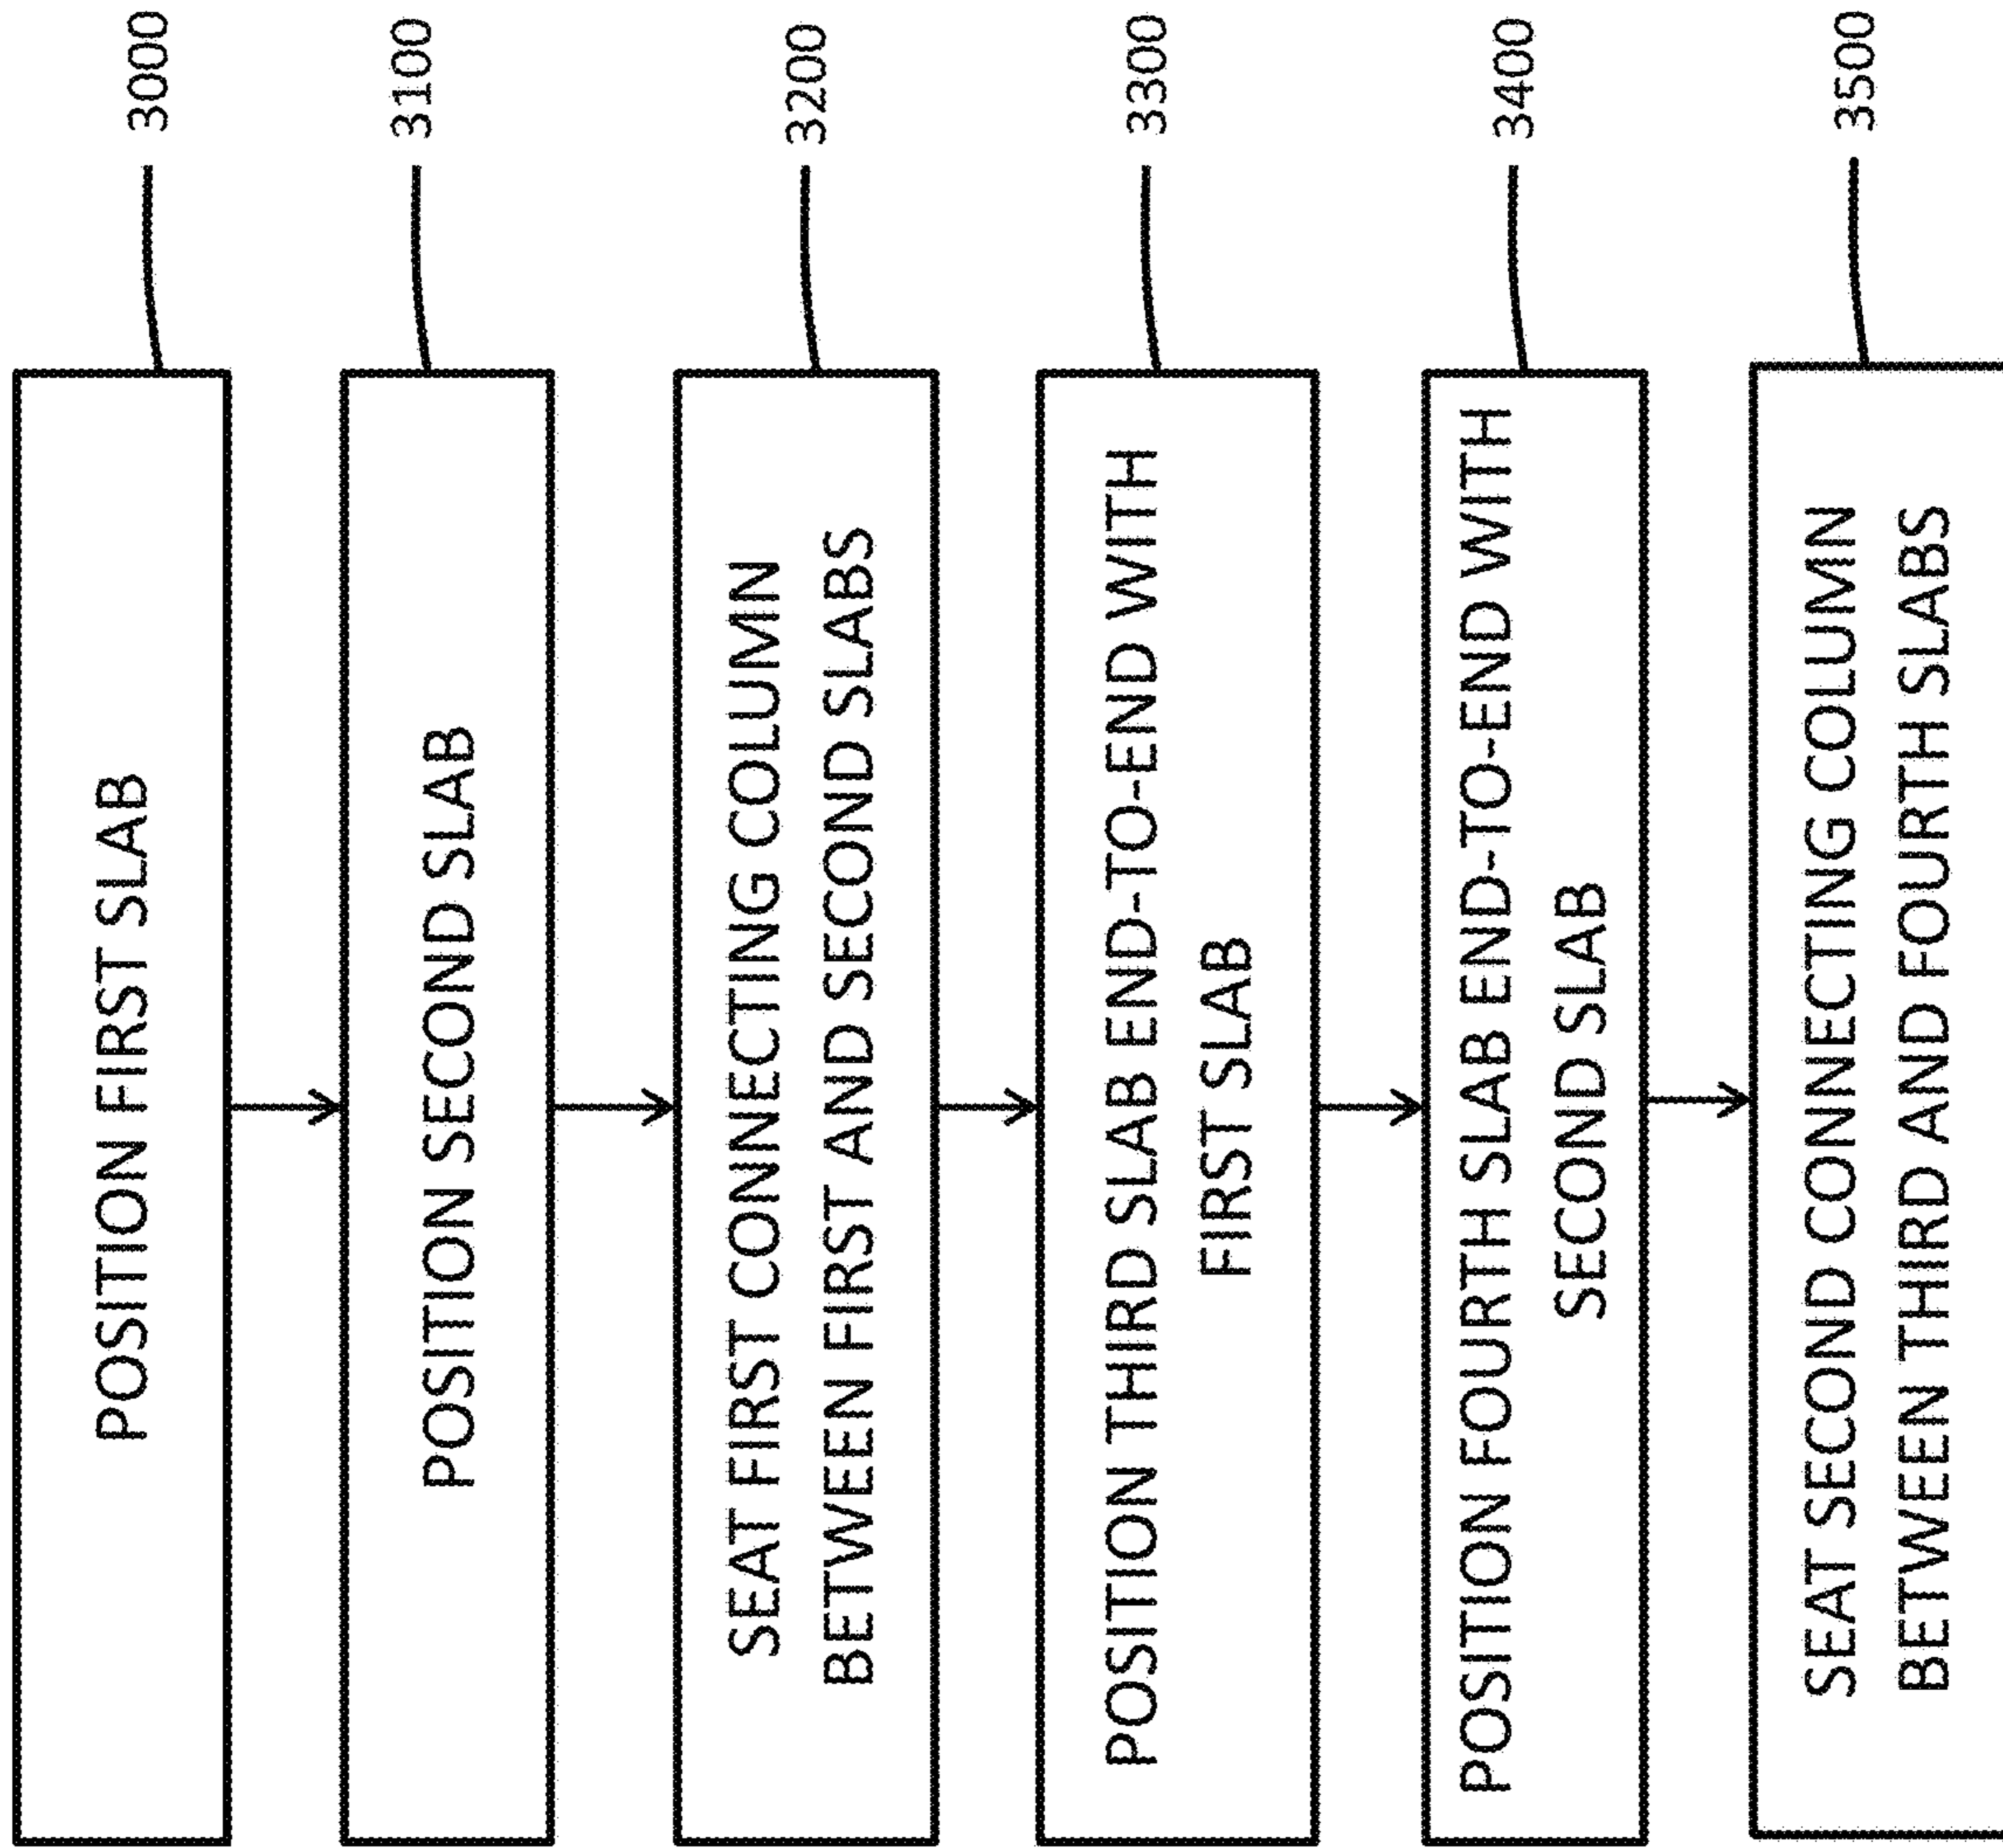 POSITION FIRST SLAB
3000
POSITION SECOND SLAB
3100
SEAT FIRST CONNECTING COLUMN
BETWEEN FIRST AND SECOND SLABS
3200
POSITION THIRD SLAB END-TO-END WITH
FIRST SLAB
3300
POSITION FOURTH SLAB END-TO-END WITH
SECOND SLAB
3400
SEAT SECOND CONNECTING COLUMN
BETWEEN THIRD AND FOURTH SLABS
3500